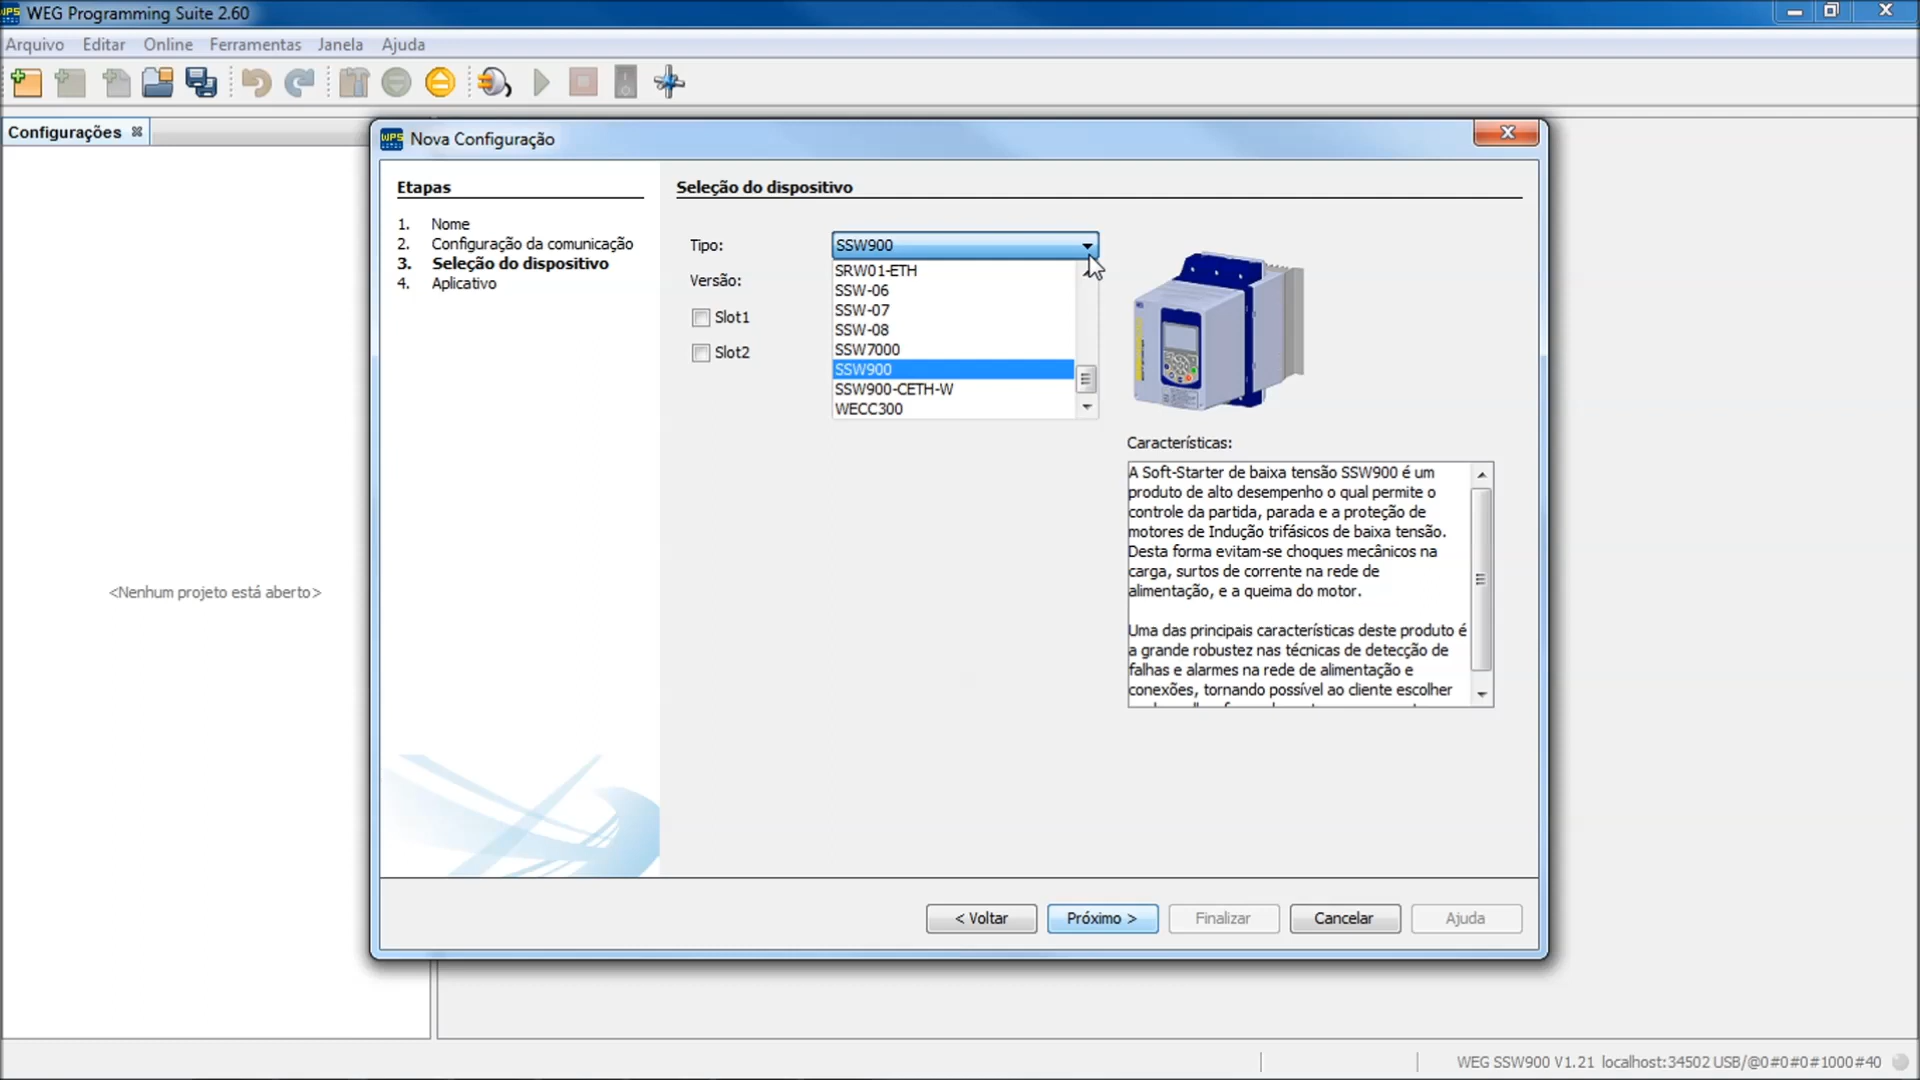 WEG Programming Suite 2.60
Arquivo Editar Online Ferramentas Janela Ajuda
Configurações
<Nenhum projeto está aberto>
WPS Nova Configuração
Etapas
1. Nome
2. Configuração da comunicação
3. Seleção do dispositivo
4. Aplicativo
Seleção do dispositivo
Tipo: SSW900
SRW01-ETH
SSW-06
SSW-07
SSW-08
SSW7000
SSW900
SSW900-CETH-W
WECC300
Versão:
Slot1
Slot2
Características:
A Soft-Starter de baixa tensão SSW900 é um
produto de alto desempenho o qual permite o
controle da partida, parada e a proteção de
motores de Indução trifásicos de baixa tensão.
Desta forma evitam-se choques mecânicos na
carga, surtos de corrente na rede de
alimentação, e a queima do motor.
Uma das principais características deste produto é
a grande robustez nas técnicas de detecção de
falhas e alarmes na rede de alimentação e
conexões, tornando possível ao cliente escolher
< Voltar
Próximo >
Finalizar
Cancelar
Ajuda
WEG SSW900 V1.21 localhost:34502 USB/@0#0#0#1000#40